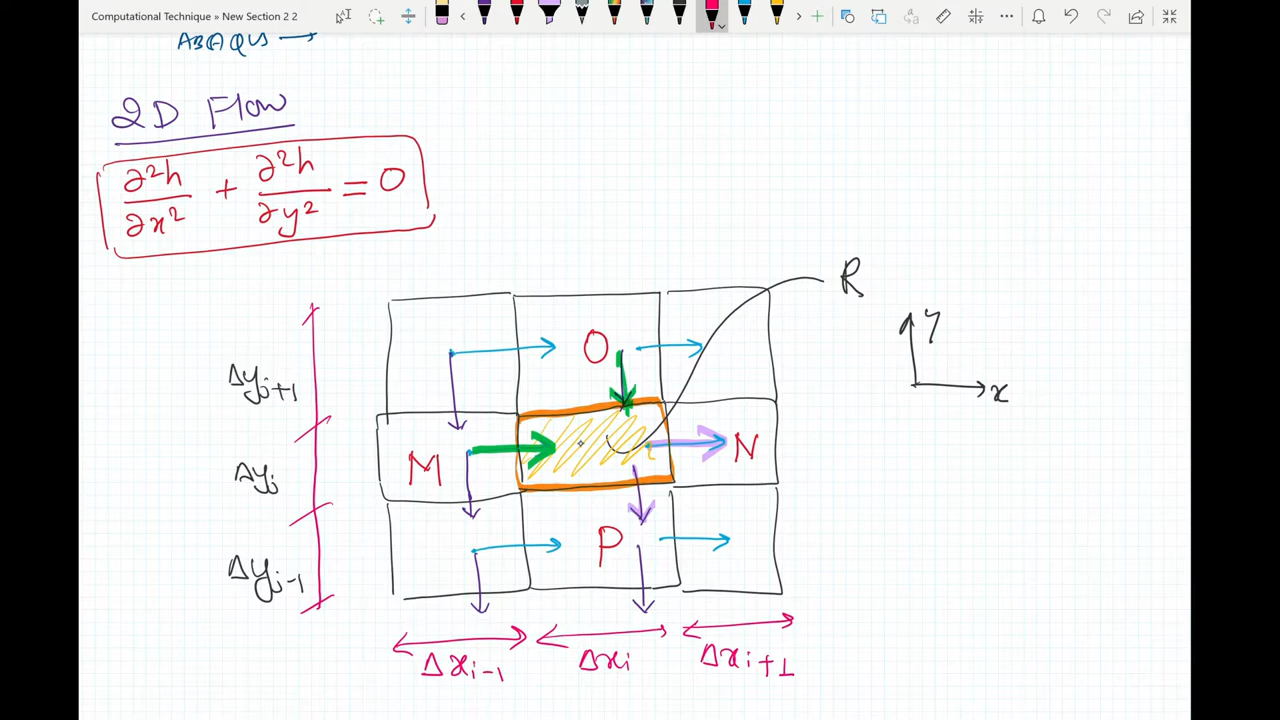 Computational Technique » New Section 2 2
ABAQUS →
2D Flow
∂²h/∂x² + ∂²h/∂y² = 0
R
O
Y
Δyj+1
x
M
N
Δyj
P
Δyj-1
Δxi-1
Δxi
Δxi+1